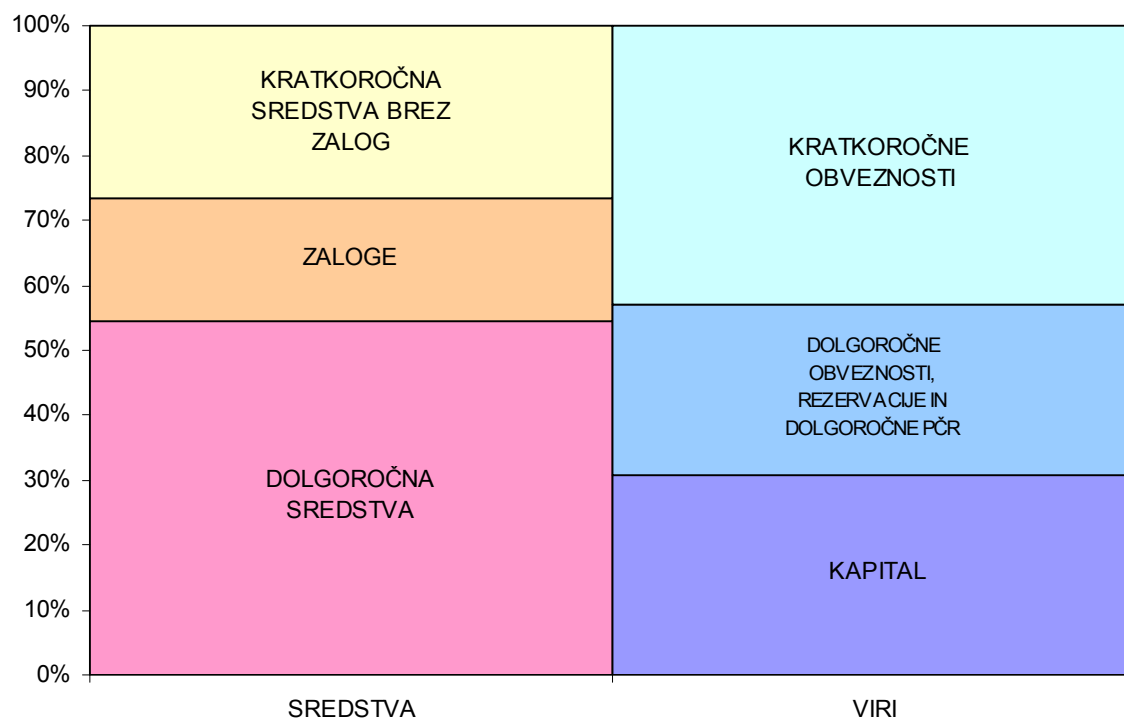 100%
90%
80%
70%
60%
50%
40%
30%
20%
10%
0%
KRATKOROČNA
SREDSTVA BREZ
ZALOG
ZALOGE
DOLGOROČNA
SREDSTVA
KRATKOROČNE
OBVEZNOSTI
DOLGOROČNE
OBVEZNOSTI,
REZERVACIJE IN
DOLGOROČNE PČR
KAPITAL
SREDSTVA
VIRI